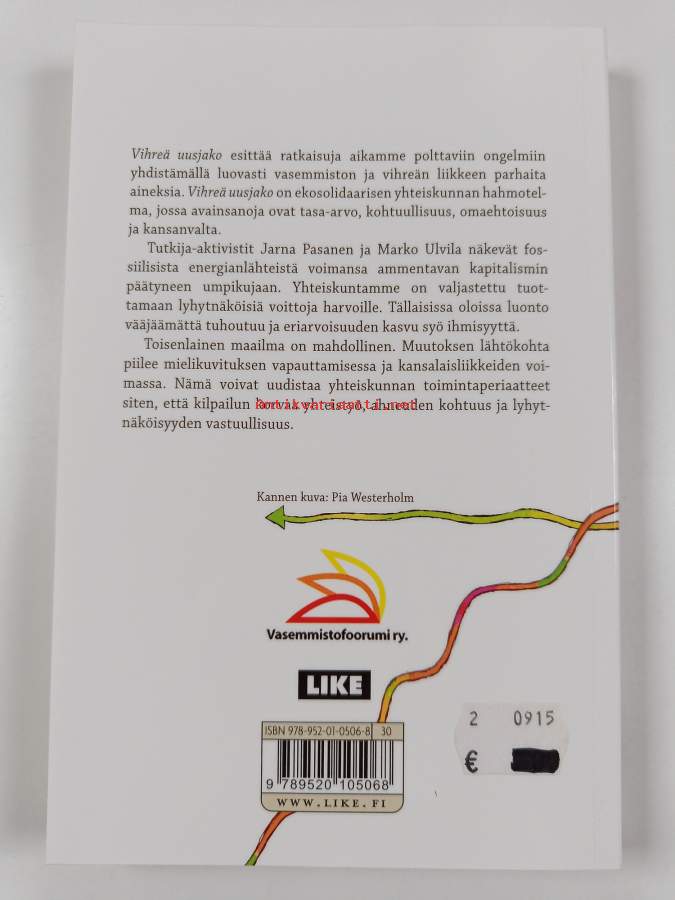 Vihreä uusjako esittää ratkaisuja aikamme polttaviin ongelmiin
yhdistämällä luovasti vasemmiston ja vihreän liikkeen parhaita
aineksia. Vihreä uusjako on ekosolidaarisen yhteiskunnan hahmotel-
ma, jossa avainsanoja ovat tasa-arvo, kohtuullisuus, omaehtoisuus
ja kansanvalta.
Tutkija-aktivistit Jarna Pasanen ja Marko Ulvila näkevät fos-
siilisista energianlähteistä voimansa ammentavan kapitalismin
päätyneen umpikujaan. Yhteiskuntamme on valjastettu tuot-
tamaan lyhytnäköisiä voittoja harvoille. Tällaisissa oloissa luonto
vääjäämättä tuhoutuu ja eriarvoisuuden kasvu syö ihmisyyttä.
Toisenlainen maailma on mahdollinen. Muutoksen lähtökohta
piilee mielikuvituksen vapauttamisessa ja kansalaisliikkeiden voi-
massa. Nämä voivat uudistaa yhteiskunnan toimintaperiaatteet
siten, että kilpailun korvaa yhteistyö, ahneuden kohtuus ja lyhyt-
näköisyyden vastuullisuus.
Kannen kuva: Pia Westerholm
Vasemmistofoorumi ry.
LIKE
ISBN 978-952-01-0506-8 30
9 789520 105068
WWW.LIKE.FI
2 0915
€